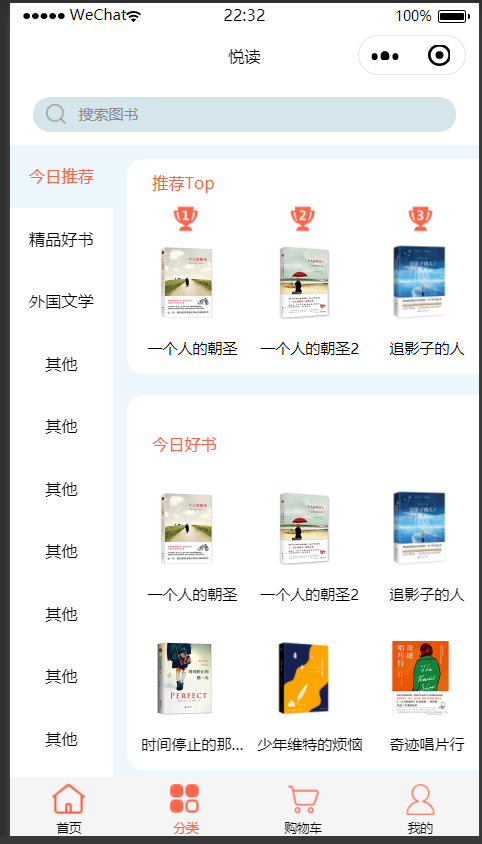 WeChat 22:32 100%
悦读
搜索图书
今日推荐
精品好书
外国文学
其他
其他
其他
其他
其他
其他
其他
推荐Top
1 2 3
一个人的朝圣 一个人的朝圣2 追影子的人
今日好书
一个人的朝圣 一个人的朝圣2 追影子的人
PERFECT
时间停止的那... 少年维特的烦恼 奇迹唱片行
首页 分类 购物车 我的